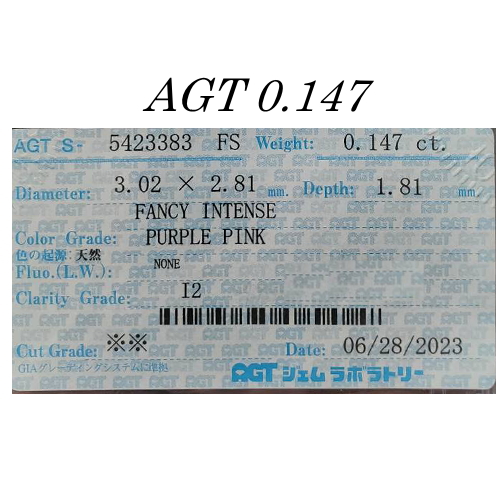 AGT 0.147
AGT S- 5423383 FS Weight: 0.147 ct.
Diameter: 3.02 × 2.81 mm. Depth: 1.81 mm.
FANCY INTENSE
Color Grade: PURPLE PINK
色の起源: 天然
Fluo.(L.W.): NONE
Clarity Grade: I2
Cut Grade: ※※ Date: 06/28/2023
GIAグレーディングシステムに準拠
AGT ジェム ラボラトリー